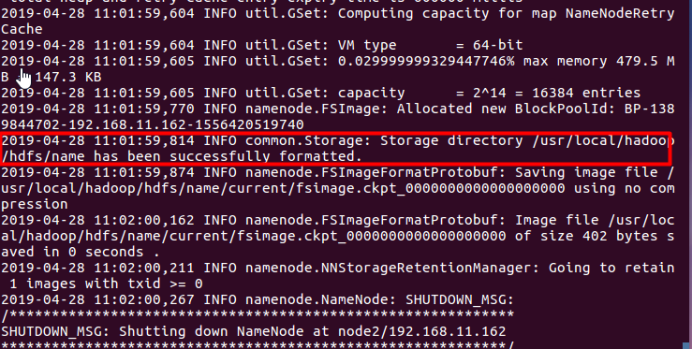 2019-04-28 11:01:59,604 INFO util.GSet: Computing capacity for map NameNodeRetry
Cache
2019-04-28 11:01:59,604 INFO util.GSet: VM type       = 64-bit
2019-04-28 11:01:59,605 INFO util.GSet: 0.029999999329447746% max memory 479.5 M
B = 147.3 KB
2019-04-28 11:01:59,605 INFO util.GSet: capacity      = 2^14 = 16384 entries
2019-04-28 11:01:59,770 INFO namenode.FSImage: Allocated new BlockPoolId: BP-138
9844702-192.168.11.162-1556420519740
2019-04-28 11:01:59,814 INFO common.Storage: Storage directory /usr/local/hadoop
/hdfs/name has been successfully formatted.
2019-04-28 11:01:59,874 INFO namenode.FSImageFormatProtobuf: Saving image file /
usr/local/hadoop/hdfs/name/current/fsimage.ckpt_0000000000000000000 using no com
pression
2019-04-28 11:02:00,162 INFO namenode.FSImageFormatProtobuf: Image file /usr/loc
al/hadoop/hdfs/name/current/fsimage.ckpt_0000000000000000000 of size 402 bytes s
aved in 0 seconds .
2019-04-28 11:02:00,211 INFO namenode.NNStorageRetentionManager: Going to retain
 1 images with txid >= 0
2019-04-28 11:02:00,267 INFO namenode.NameNode: SHUTDOWN_MSG:
/************************************************************
SHUTDOWN_MSG: Shutting down NameNode at node2/192.168.11.162
************************************************************/